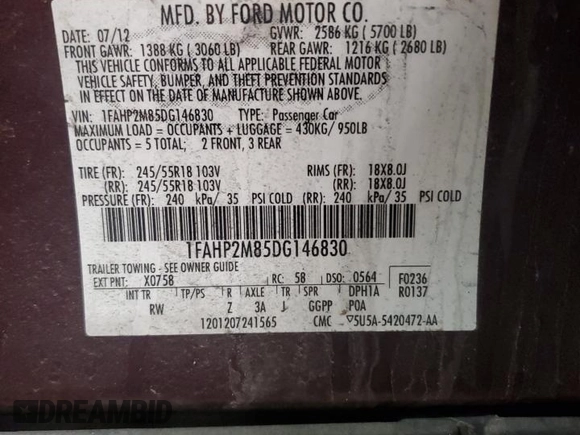 MFD. BY FORD MOTOR CO.
DATE: 07/12 GVWR: 2586 KG ( 5700 LB)
FRONT GAWR: 1388 KG ( 3060 LB) REAR GAWR: 1216 KG ( 2680 LB)
THIS VEHICLE CONFORMS TO ALL APPLICABLE FEDERAL MOTOR
VEHICLE SAFETY, BUMPER, AND THEFT PREVENTION STANDARDS
IN EFFECT ON THE DATE OF MANUFACTURE SHOWN ABOVE.
VIN: 1FAHP2M85DG146830 TYPE: Passenger Car
MAXIMUM LOAD = OCCUPANTS + LUGGAGE = 430KG/ 950LB
OCCUPANTS = 5 TOTAL: 2 FRONT, 3 REAR
TIRE (FR): 245/55R18 103V RIMS (FR): 18X8.0J
(RR): 245/55R18 103V (RR): 18X8.0J
PRESSURE (FR): 240 kPa/ 35 PSI COLD (RR): 240 kPa/ 35 PSI COLD
1FAHP2M85DG146830
TRAILER TOWING - SEE OWNER GUIDE
EXT PNT: X0758 RC: 58 DSO: 0564 F0236
R0137
INT TR TP/PS R AXLE TR SPR DPH1A
RW Z 3A J GGPP P0A
1201207241565 CMC ▽5U5A-5420472-AA
DREAMBID